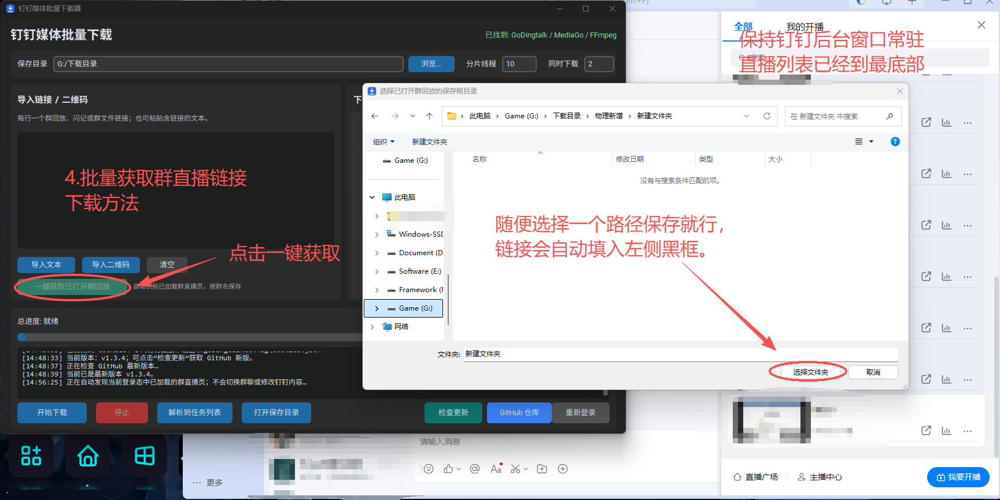 钉钉媒体批量下载器
钉钉媒体批量下载
已找到: GoDingtalk / MediaGo / FFmpeg
保存目录
G:/下载目录
浏览...
分片线程
10
同时下载
2
导入链接 / 二维码
每行一个群回放、闪记或群文件链接；也可粘贴含链接的文本。
下
4.批量获取群直播链接
下载方法
点击一键获取
导入文本
导入二维码
清空
一键获取已打开群回放
自动识别已加载群直播页，按群名保存
总进度: 就绪
[14:48:33] 当前版本: v1.3.4; 可点击“检查更新”获取 GitHub 新版。
[14:48:37] 正在检查 GitHub 最新版本…
[14:48:39] 当前已是最新版本 v1.3.4。
[14:56:25] 正在自动发现当前登录态中已加载的群直播页；不会切换群聊或修改钉钉内容…
开始下载
停止
解析到任务列表
打开保存目录
检查更新
GitHub 仓库
重新登录
选择已打开群回放的保存根目录
此电脑
Game (G:)
下载目录
物理新增
新建文件夹
在 新建文件夹 中搜索
组织
新建文件夹
Game (G:)
此电脑
Windows-SSD
Document (D
Software (E:)
Framework (F
Game (G:)
网络
名称
修改日期
类型
大小
没有与搜索条件匹配的项。
随便选择一个路径保存就行，
链接会自动填入左侧黑框。
文件夹:
新建文件夹
选择文件夹
取消
全部
我的开播
保持钉钉后台窗口常驻
搜索
直播列表已经到最底部
更多
请输入消息
Aa
直播广场
主播中心
我要开播